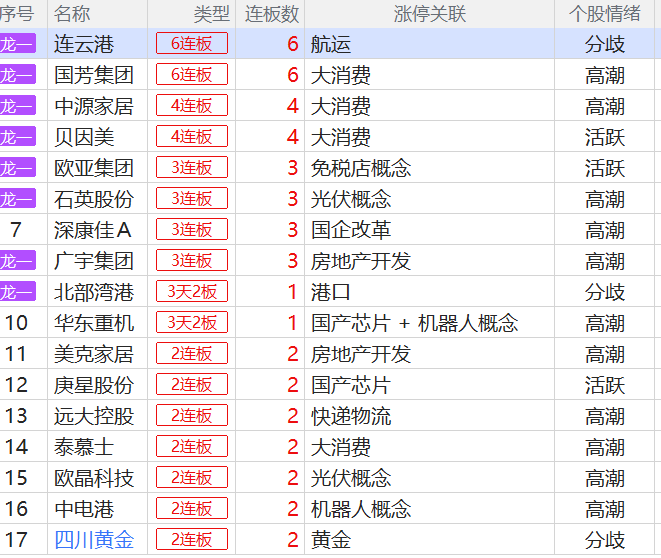 序号 名称 类型 连板数 涨停关联 个股情绪
龙一 连云港 6连板 6 航运 分歧
龙一 国芳集团 6连板 6 大消费 高潮
龙一 中源家居 4连板 4 大消费 高潮
龙一 贝因美 4连板 4 大消费 活跃
龙一 欧亚集团 3连板 3 免税店概念 活跃
龙一 石英股份 3连板 3 光伏概念 高潮
7 深康佳A 3连板 3 国企改革 高潮
龙一 广宇集团 3连板 3 房地产开发 高潮
龙一 北部湾港 3天2板 1 港口 分歧
10 华东重机 3天2板 1 国产芯片 + 机器人概念 高潮
11 美克家居 2连板 2 房地产开发 高潮
12 庚星股份 2连板 2 国产芯片 活跃
13 远大控股 2连板 2 快递物流 高潮
14 泰慕士 2连板 2 大消费 高潮
15 欧晶科技 2连板 2 光伏概念 高潮
16 中电港 2连板 2 机器人概念 高潮
17 四川黄金 2连板 2 黄金 分歧